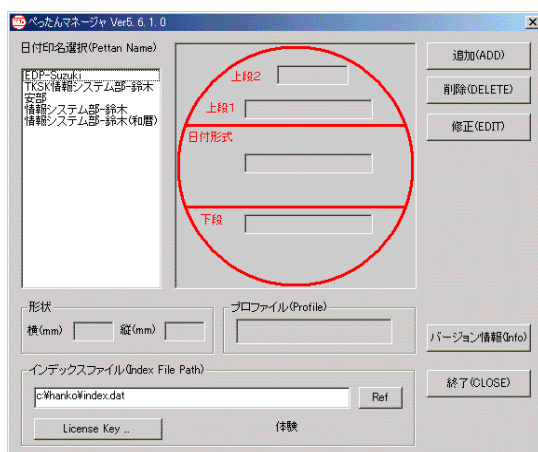 ぺったんマネージャ Ver5.6.1.0
日付印名選択(Pettan Name)
EDP-Suzuki
TKSK情報システム部-鈴木
安部
情報システム部-鈴木
情報システム部-鈴木(和暦)
上段2
上段1
日付形式
下段
追加(ADD)
削除(DELETE)
修正(EDIT)
形状
横(mm)
縦(mm)
プロファイル(Profile)
バージョン情報(Info)
インデックスファイル(Index File Path)
c:¥hanko¥index.dat
Ref
終了(CLOSE)
License Key ...
体験